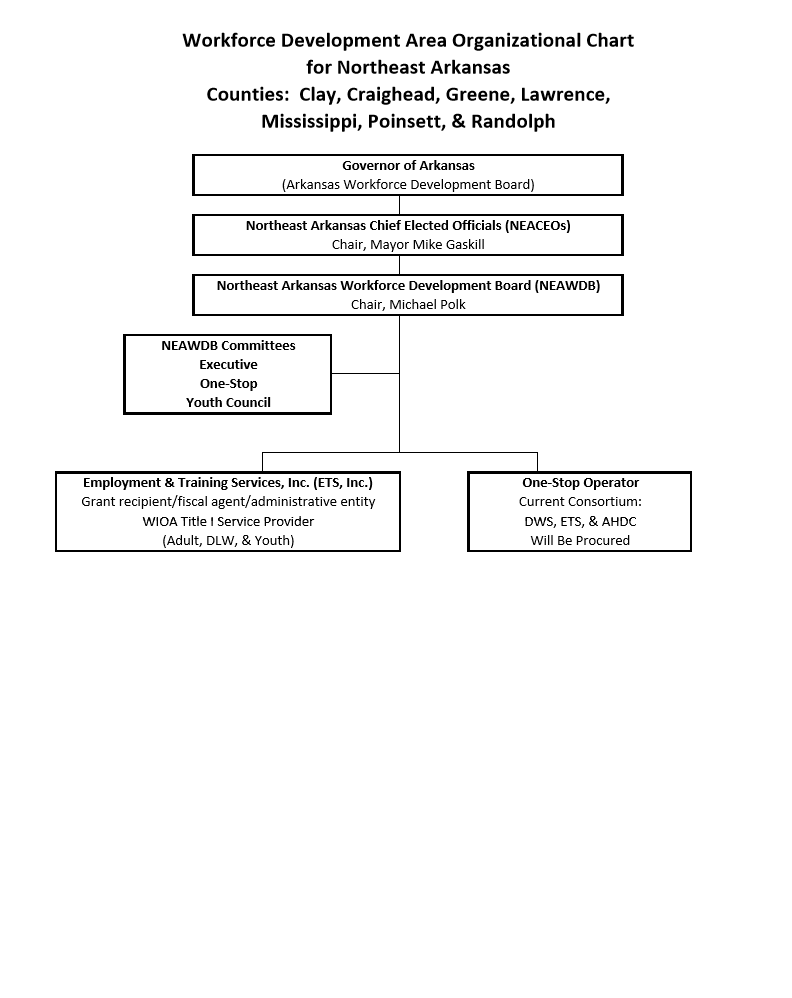 Workforce Development Area Organizational Chart
for Northeast Arkansas
Counties:  Clay, Craighead, Greene, Lawrence,
Mississippi, Poinsett, & Randolph
Governor of Arkansas
(Arkansas Workforce Development Board)
Northeast Arkansas Chief Elected Officials (NEACEOs)
Chair, Mayor Mike Gaskill
Northeast Arkansas Workforce Development Board (NEAWDB)
Chair, Michael Polk
NEAWDB Committees
Executive
One-Stop
Youth Council
Employment & Training Services, Inc. (ETS, Inc.)
Grant recipient/fiscal agent/administrative entity
WIOA Title I Service Provider
(Adult, DLW, & Youth)
One-Stop Operator
Current Consortium:
DWS, ETS, & AHDC
Will Be Procured